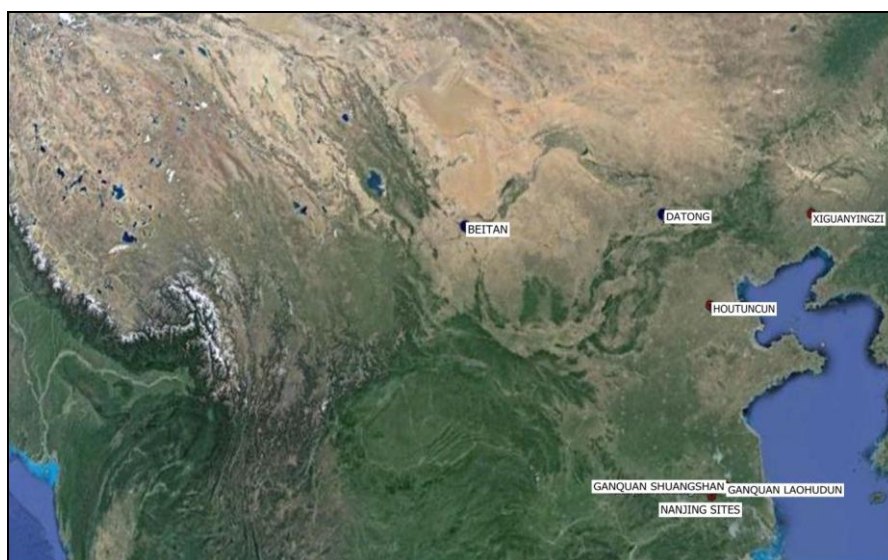 BEITAN
DATONG
XIGUANYINGZI
HOUTUNCUN
GANQUAN SHUANGSHAN
GANQUAN LAOHUDUN
NANJING SITES